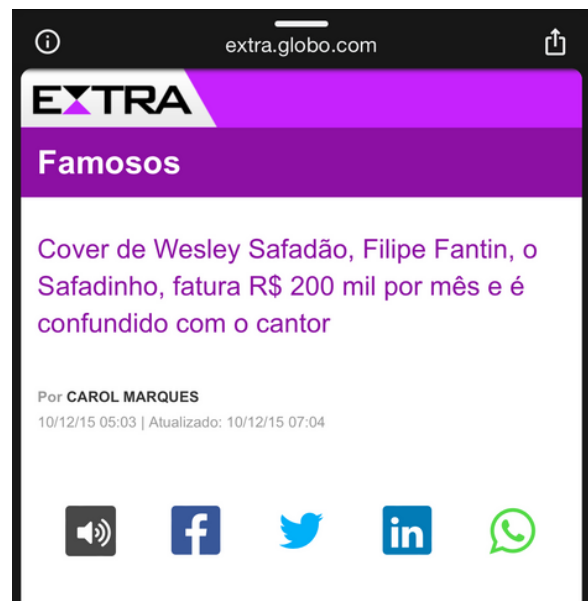 extra.globo.com
EXTRA
Famosos
Cover de Wesley Safadão, Filipe Fantin, o
Safadinho, fatura R$ 200 mil por mês e é
confundido com o cantor
Por CAROL MARQUES
10/12/15 05:03 | Atualizado: 10/12/15 07:04